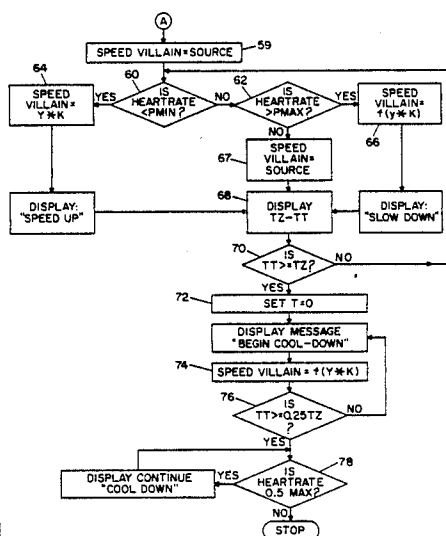 A
SPEED VILLAIN=SOURCE
59
64
SPEED
VILLAIN=
Y*K
60
IS
HEARTRATE
<PMIN?
YES
NO
62
IS
HEARTRATE
>PMAX?
YES
NO
SPEED
VILLAIN=
f(y*K)
66
67
SPEED
VILLAIN=
SOURCE
DISPLAY:
"SPEED UP"
68
DISPLAY
TZ-TT
DISPLAY:
"SLOW DOWN"
70
IS
TT>=TZ?
NO
YES
72
SET T=0
DISPLAY MESSAGE
"BEGIN COOL-DOWN"
74
SPEED VILLAIN=f(Y*K)
76
IS
TT>=0.25TZ
?
NO
YES
DISPLAY CONTINUE
"COOL DOWN"
YES
IS
HEARTRATE
0.5 MAX?
78
NO
STOP